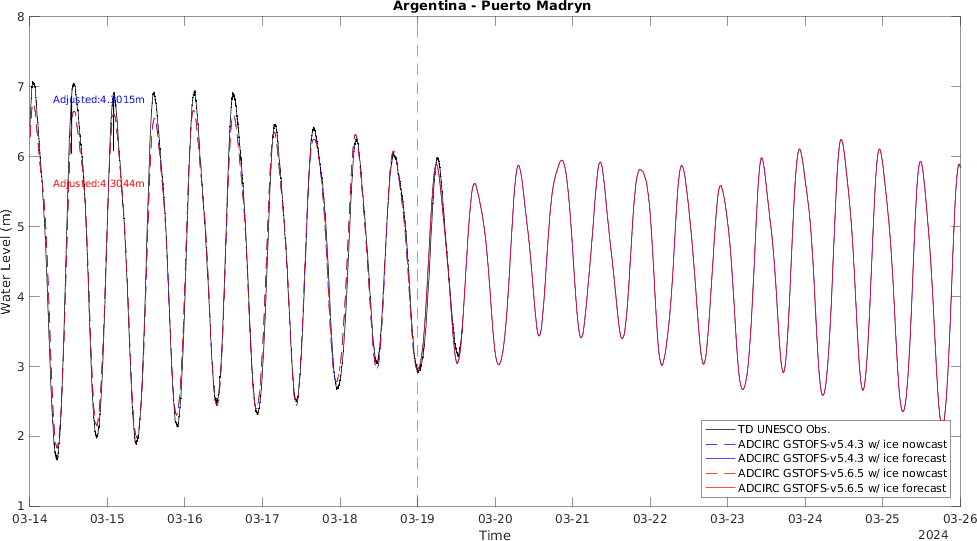 Argentina - Puerto Madryn
8
7
6
5
4
3
2
1
Water Level (m)
Adjusted:4.3015m
Adjusted:4.3044m
TD UNESCO Obs.
ADCIRC GSTOFS-v5.4.3 w/ ice nowcast
ADCIRC GSTOFS-v5.4.3 w/ ice forecast
ADCIRC GSTOFS-v5.6.5 w/ ice nowcast
ADCIRC GSTOFS-v5.6.5 w/ ice forecast
03-14 03-15 03-16 03-17 03-18 03-19 03-20 03-21 03-22 03-23 03-24 03-25 03-26
Time
2024